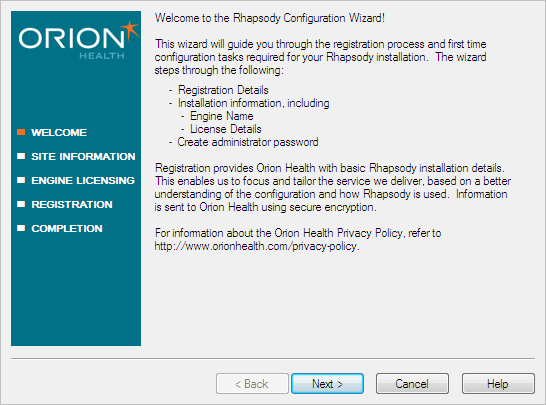 ORION
HEALTH
WELCOME
SITE INFORMATION
ENGINE LICENSING
REGISTRATION
COMPLETION
Welcome to the Rhapsody Configuration Wizard!
This wizard will guide you through the registration process and first time
configuration tasks required for your Rhapsody installation. The wizard
steps through the following:
- Registration Details
- Installation information, including
- Engine Name
- License Details
- Create administrator password
Registration provides Orion Health with basic Rhapsody installation details.
This enables us to focus and tailor the service we deliver, based on a better
understanding of the configuration and how Rhapsody is used. Information
is sent to Orion Health using secure encryption.
For information about the Orion Health Privacy Policy, refer to
http://www.orionhealth.com/privacy-policy.
< Back
Next >
Cancel
Help